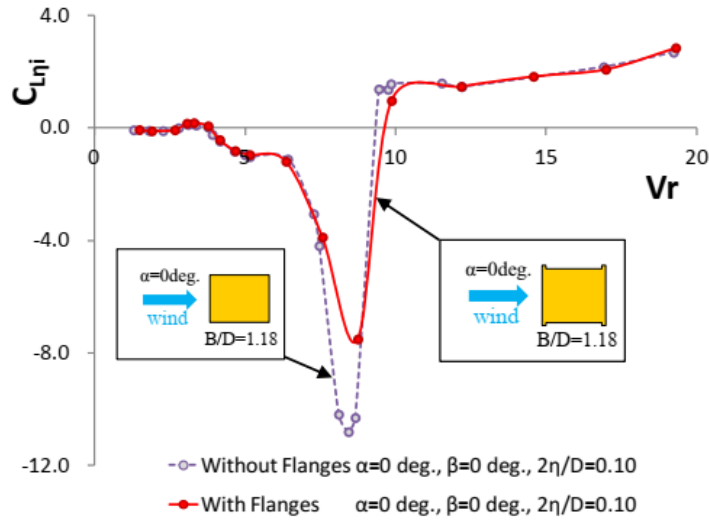 4.0
C_Lηi
0.0
0
5
10
15
20
Vr
-4.0
α=0deg.
wind
B/D=1.18
α=0deg.
wind
B/D=1.18
-8.0
-12.0
Without Flanges α=0 deg., β=0 deg., 2η/D=0.10
With Flanges α=0 deg., β=0 deg., 2η/D=0.10